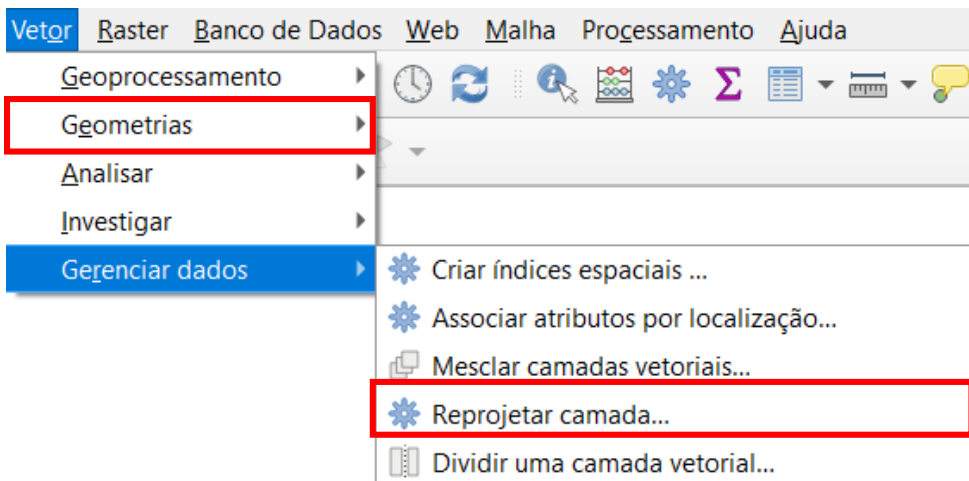 Vetor Raster Banco de Dados Web Malha Processamento Ajuda
Geoprocessamento
Geometrias
Analisar
Investigar
Gerenciar dados
Criar índices espaciais ...
Associar atributos por localização...
Mesclar camadas vetoriais...
Reprojetar camada...
Dividir uma camada vetorial...